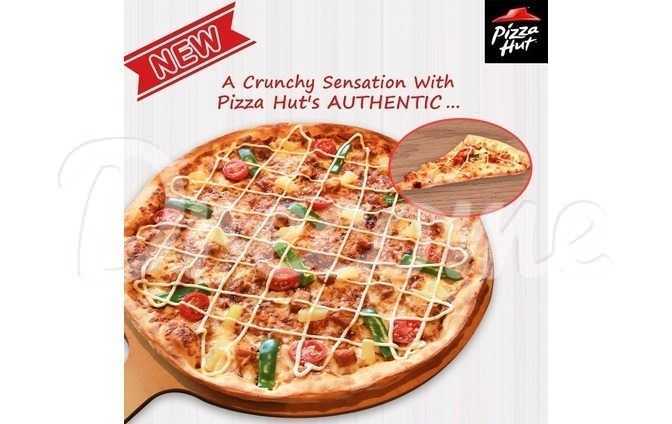 NEW
Pizza
Hut
A Crunchy Sensation With
Pizza Hut's AUTHENTIC ...